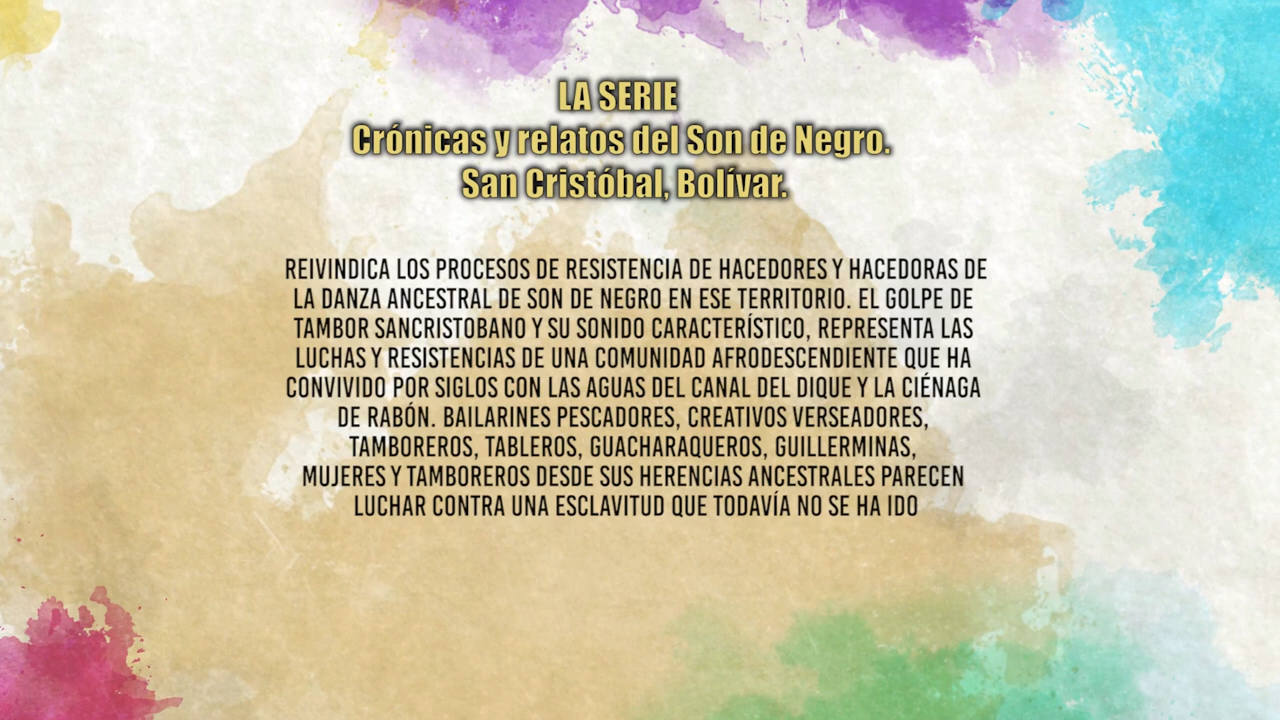 LA SERIE
Crónicas y relatos del Son de Negro.
San Cristóbal, Bolívar.
REIVINDICA LOS PROCESOS DE RESISTENCIA DE HACEDORES Y HACEDORAS DE
LA DANZA ANCESTRAL DE SON DE NEGRO EN ESE TERRITORIO. EL GOLPE DE
TAMBOR SANCRISTOBANO Y SU SONIDO CARACTERÍSTICO, REPRESENTA LAS
LUCHAS Y RESISTENCIAS DE UNA COMUNIDAD AFRODESCENDIENTE QUE HA
CONVIVIDO POR SIGLOS CON LAS AGUAS DEL CANAL DEL DIQUE Y LA CIÉNAGA
DE RABÓN. BAILARINES PESCADORES, CREATIVOS VERSEADORES,
TAMBOREROS, TABLEROS, GUACHARAQUEROS, GUILLERMINAS,
MUJERES Y TAMBOREROS DESDE SUS HERENCIAS ANCESTRALES PARECEN
LUCHAR CONTRA UNA ESCLAVITUD QUE TODAVÍA NO SE HA IDO